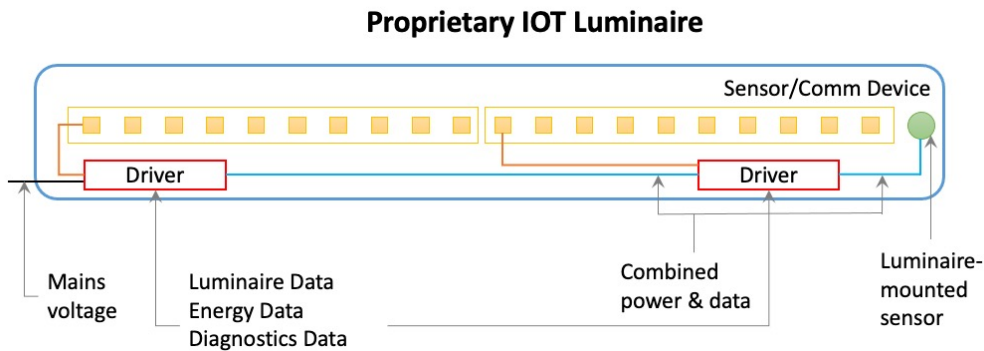 Proprietary IOT Luminaire
Sensor/Comm Device
Driver
Driver
Mains
voltage
Luminaire Data
Energy Data
Diagnostics Data
Combined
power & data
Luminaire-
mounted
sensor